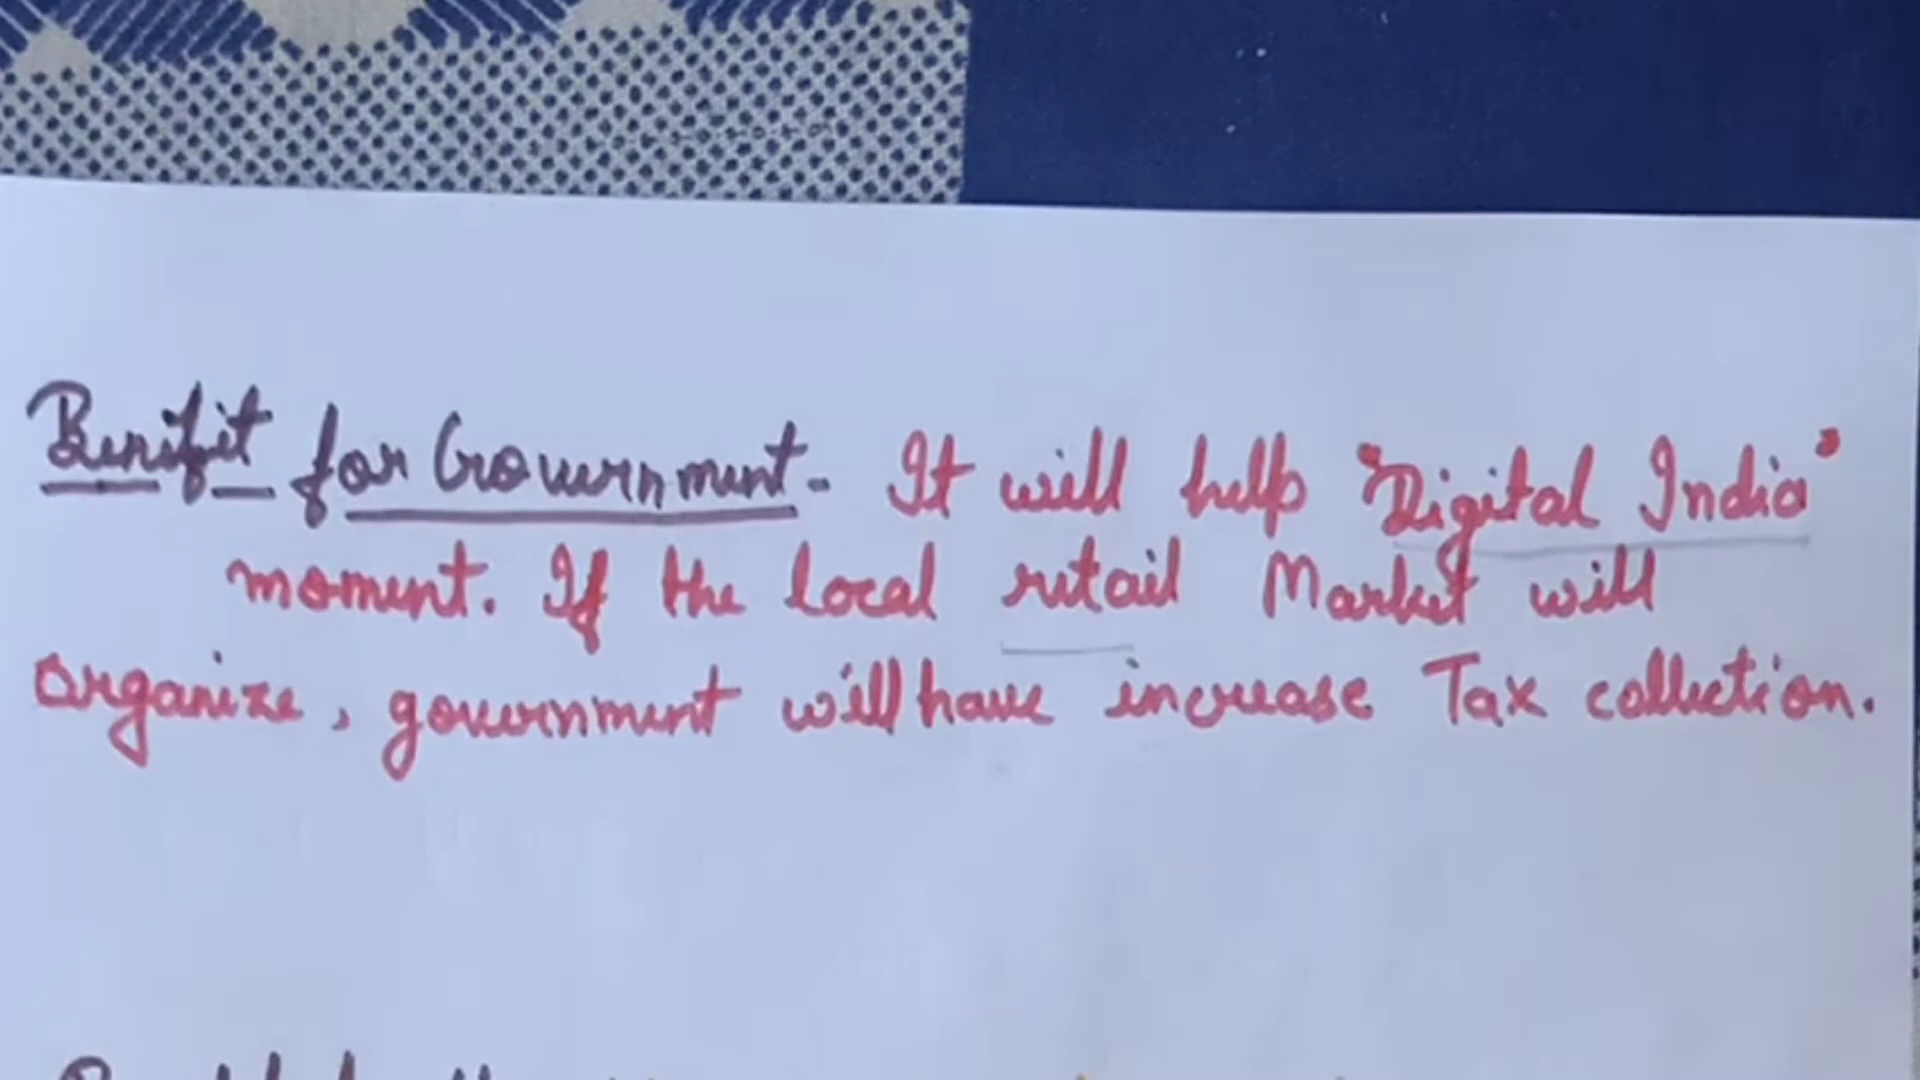 Benifit for Government. It will help "Digital India"
moment. If the local retail Market will
organize, government will have increase Tax collection.